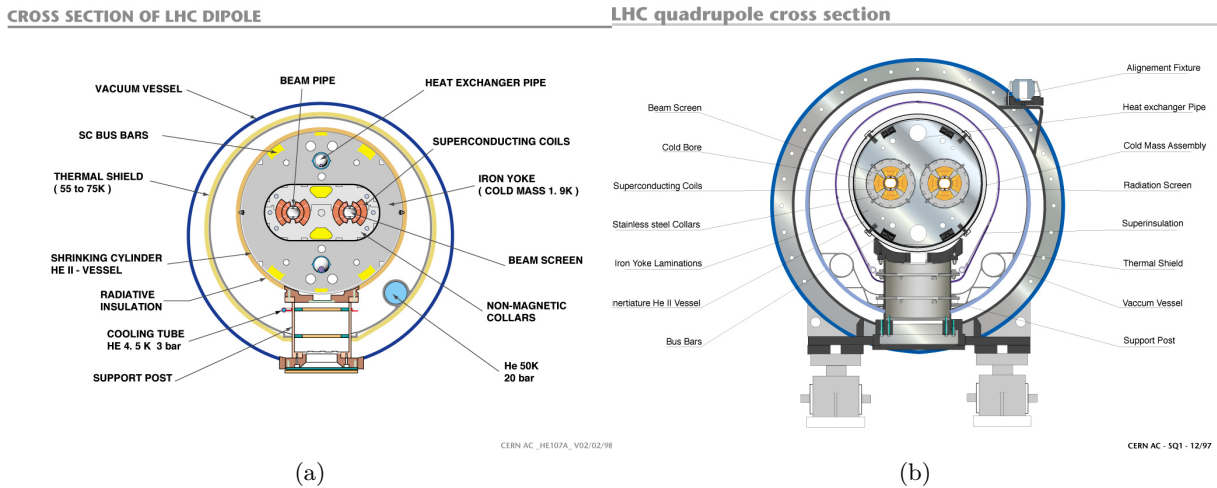 CROSS SECTION OF LHC DIPOLE
BEAM PIPE
HEAT EXCHANGER PIPE
VACUUM VESSEL
SC BUS BARS
SUPERCONDUCTING COILS
THERMAL SHIELD
( 55 to 75K )
IRON YOKE
( COLD MASS 1. 9K )
SHRINKING CYLINDER
HE II - VESSEL
BEAM SCREEN
RADIATIVE
INSULATION
NON-MAGNETIC
COLLARS
COOLING TUBE
HE 4. 5 K 3 bar
SUPPORT POST
He 50K
20 bar
CERN AC _HE107A_ V02/02/98
(a)
LHC quadrupole cross section
Alignement Fixture
Beam Screen
Heat exchanger Pipe
Cold Bore
Cold Mass Assembly
Superconducting Coils
Radiation Screen
Stainless steel Collars
Superinsulation
Iron Yoke Laminations
Thermal Shield
nertiature He II Vessel
Vaccum Vessel
Bus Bars
Support Post
CERN AC - SQ1 - 12/97
(b)